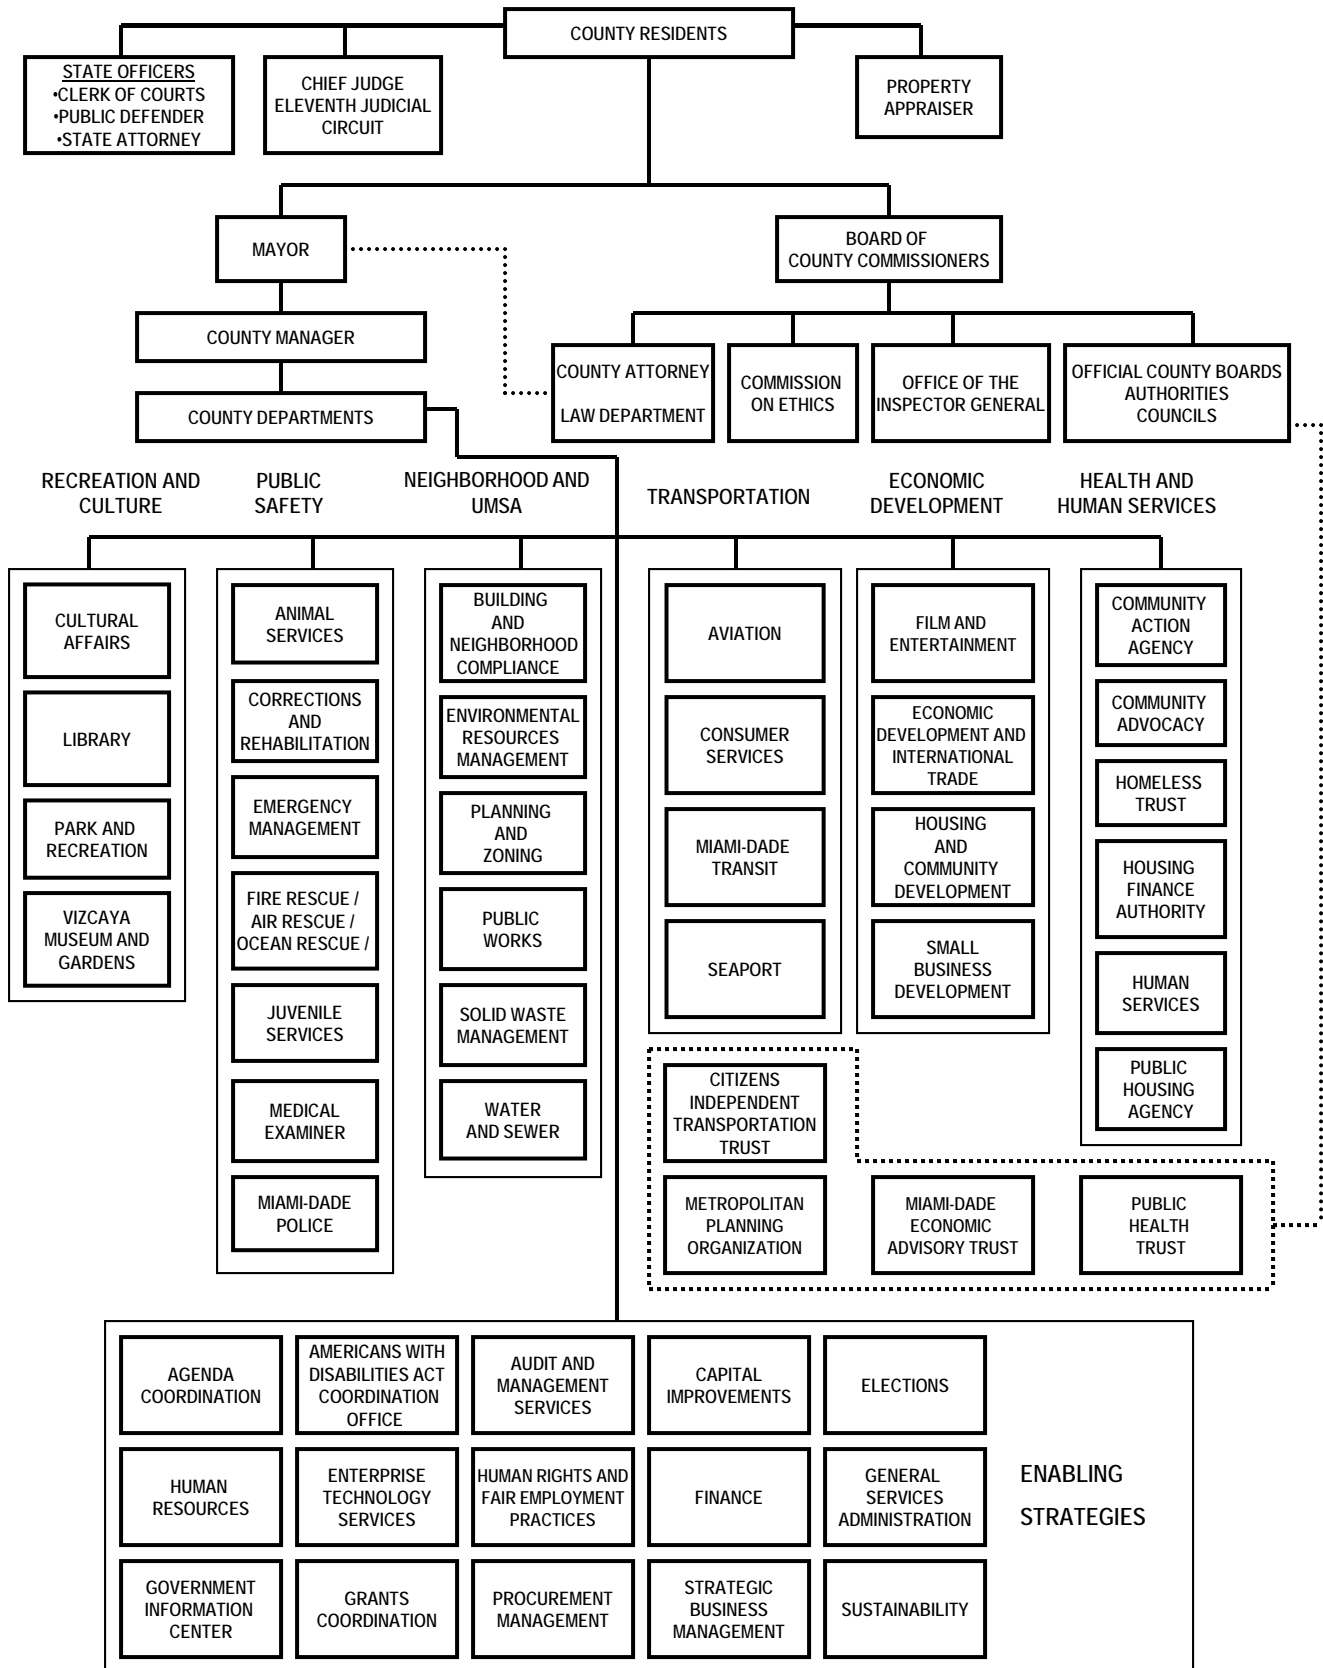 COUNTY RESIDENTS
STATE OFFICERS
•CLERK OF COURTS
•PUBLIC DEFENDER
•STATE ATTORNEY
CHIEF JUDGE
ELEVENTH JUDICIAL
CIRCUIT
PROPERTY
APPRAISER
MAYOR
BOARD OF
COUNTY COMMISSIONERS
COUNTY MANAGER
COUNTY DEPARTMENTS
COUNTY ATTORNEY
LAW DEPARTMENT
COMMISSION
ON ETHICS
OFFICE OF THE
INSPECTOR GENERAL
OFFICIAL COUNTY BOARDS
AUTHORITIES
COUNCILS
RECREATION AND
CULTURE
PUBLIC
SAFETY
NEIGHBORHOOD AND
UMSA
TRANSPORTATION
ECONOMIC
DEVELOPMENT
HEALTH AND
HUMAN SERVICES
CULTURAL
AFFAIRS
LIBRARY
PARK AND
RECREATION
VIZCAYA
MUSEUM AND
GARDENS
ANIMAL
SERVICES
CORRECTIONS
AND
REHABILITATION
EMERGENCY
MANAGEMENT
FIRE RESCUE /
AIR RESCUE /
OCEAN RESCUE /
JUVENILE
SERVICES
MEDICAL
EXAMINER
MIAMI-DADE
POLICE
BUILDING
AND
NEIGHBORHOOD
COMPLIANCE
ENVIRONMENTAL
RESOURCES
MANAGEMENT
PLANNING
AND
ZONING
PUBLIC
WORKS
SOLID WASTE
MANAGEMENT
WATER
AND SEWER
AVIATION
CONSUMER
SERVICES
MIAMI-DADE
TRANSIT
SEAPORT
FILM AND
ENTERTAINMENT
ECONOMIC
DEVELOPMENT AND
INTERNATIONAL
TRADE
HOUSING
AND
COMMUNITY
DEVELOPMENT
SMALL
BUSINESS
DEVELOPMENT
COMMUNITY
ACTION
AGENCY
COMMUNITY
ADVOCACY
HOMELESS
TRUST
HOUSING
FINANCE
AUTHORITY
HUMAN
SERVICES
PUBLIC
HOUSING
AGENCY
CITIZENS
INDEPENDENT
TRANSPORTATION
TRUST
METROPOLITAN
PLANNING
ORGANIZATION
MIAMI-DADE
ECONOMIC
ADVISORY TRUST
PUBLIC
HEALTH
TRUST
AGENDA
COORDINATION
AMERICANS WITH
DISABILITIES ACT
COORDINATION
OFFICE
AUDIT AND
MANAGEMENT
SERVICES
CAPITAL
IMPROVEMENTS
ELECTIONS
HUMAN
RESOURCES
ENTERPRISE
TECHNOLOGY
SERVICES
HUMAN RIGHTS AND
FAIR EMPLOYMENT
PRACTICES
FINANCE
GENERAL
SERVICES
ADMINISTRATION
ENABLING
STRATEGIES
GOVERNMENT
INFORMATION
CENTER
GRANTS
COORDINATION
PROCUREMENT
MANAGEMENT
STRATEGIC
BUSINESS
MANAGEMENT
SUSTAINABILITY